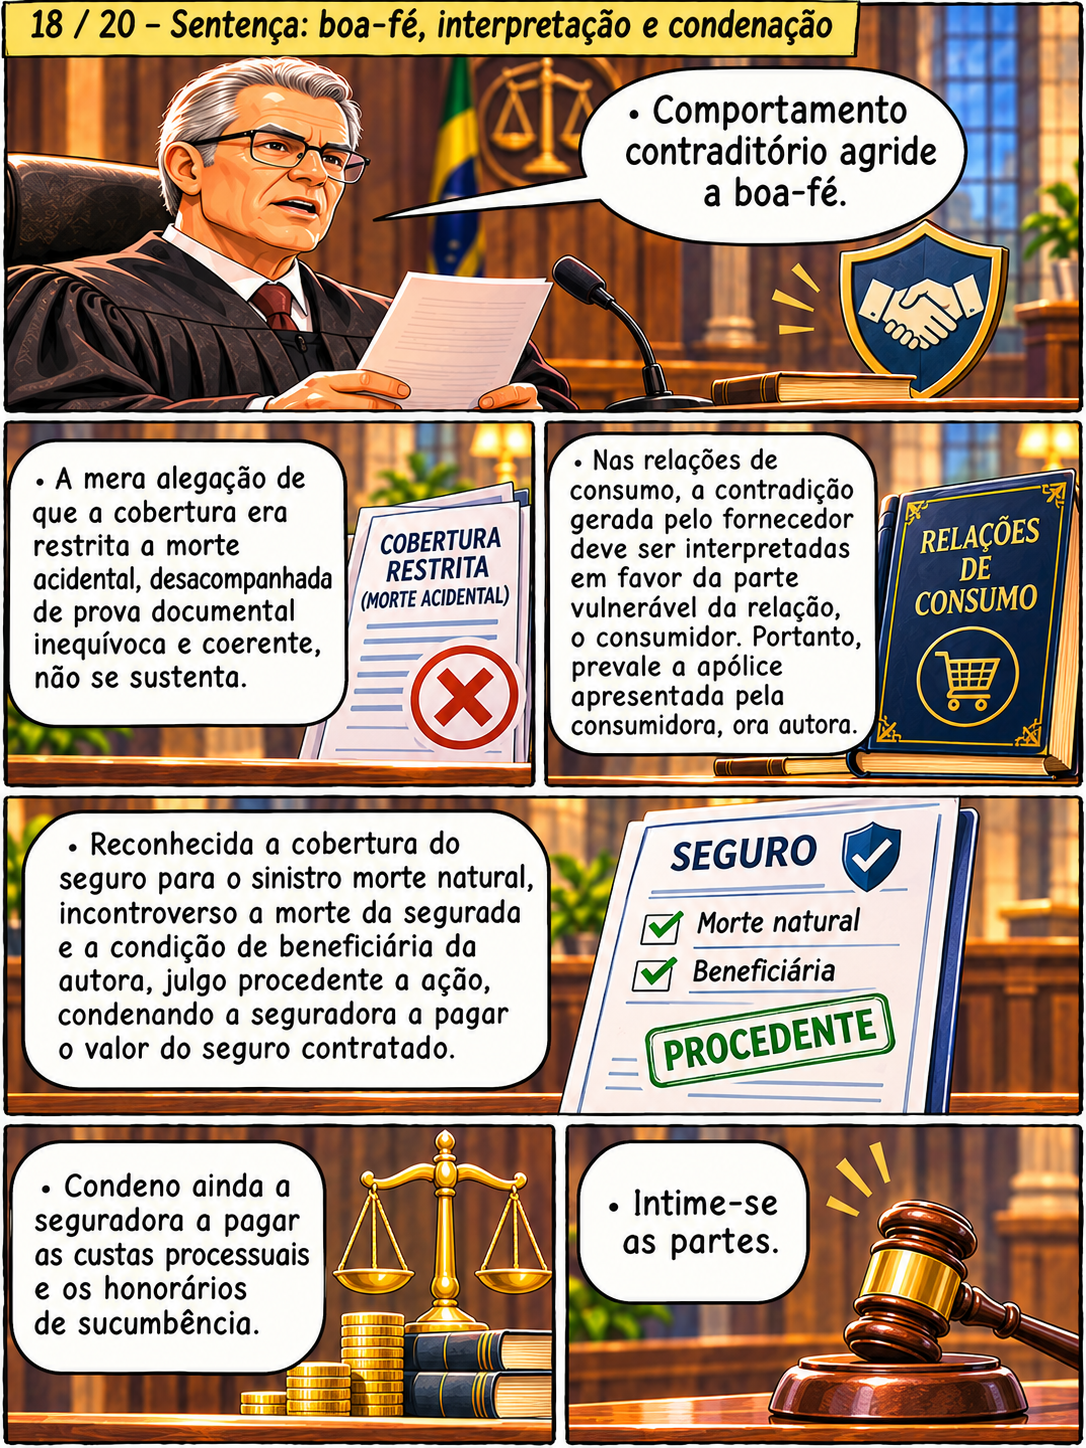 18 / 20 – Sentença: boa-fé, interpretação e condenação
• Comportamento
contraditório agride
a boa-fé.
• A mera alegação de
que a cobertura era
restrita a morte
acidental, desacompanhada
de prova documental
inequívoca e coerente,
não se sustenta.
COBERTURA
RESTRITA
(MORTE ACIDENTAL)
• Nas relações de
consumo, a contradição
gerada pelo fornecedor
deve ser interpretadas
em favor da parte
vulnerável da relação,
o consumidor. Portanto,
prevale a apólice
apresentada pela
consumidora, ora autora.
RELAÇÕES
DE
CONSUMO
• Reconhecida a cobertura do
seguro para o sinistro morte natural,
incontroverso a morte da segurada
e a condição de beneficiária da
autora, julgo procedente a ação,
condenando a seguradora a pagar
o valor do seguro contratado.
SEGURO
Morte natural
Beneficiária
PROCEDENTE
• Condeno ainda a
seguradora a pagar
as custas processuais
e os honorários
de sucumbência.
• Intime-se
as partes.